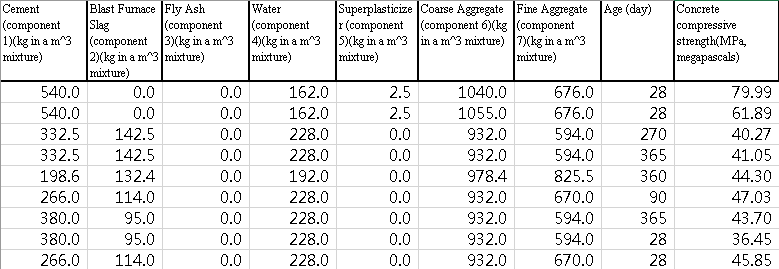 Cement (component 1)(kg in a m^3 mixture) Blast Furnace Slag (component 2)(kg in a m^3 mixture) Fly Ash (component 3)(kg in a m^3 mixture) Water (component 4)(kg in a m^3 mixture) Superplasticizer (component 5)(kg in a m^3 mixture) Coarse Aggregate (component 6)(kg in a m^3 mixture) Fine Aggregate (component 7)(kg in a m^3 mixture) Age (day) Concrete compressive strength(MPa, megapascals)
540.0 0.0 0.0 162.0 2.5 1040.0 676.0 28 79.99
540.0 0.0 0.0 162.0 2.5 1055.0 676.0 28 61.89
332.5 142.5 0.0 228.0 0.0 932.0 594.0 270 40.27
332.5 142.5 0.0 228.0 0.0 932.0 594.0 365 41.05
198.6 132.4 0.0 192.0 0.0 978.4 825.5 360 44.30
266.0 114.0 0.0 228.0 0.0 932.0 670.0 90 47.03
380.0 95.0 0.0 228.0 0.0 932.0 594.0 365 43.70
380.0 95.0 0.0 228.0 0.0 932.0 594.0 28 36.45
266.0 114.0 0.0 228.0 0.0 932.0 670.0 28 45.85